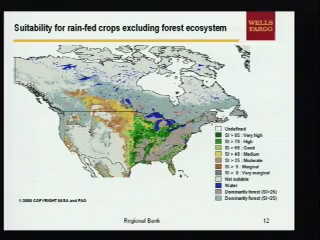 Suitability for rain-fed crops excluding forest ecosystem
WELLS
FARGO
Undefined
SI > 85 : Very high
SI > 70 : High
SI > 55 : Good
SI > 40 : Medium
SI > 25 : Moderate
SI > 5 : Marginal
SI > 0 : Very marginal
Not suitable
Water
Dominantly forest (SI>25)
Dominantly forest (SI<25)
© 2000 COPYRIGHT IIASA and FAO
Regional Bank
12